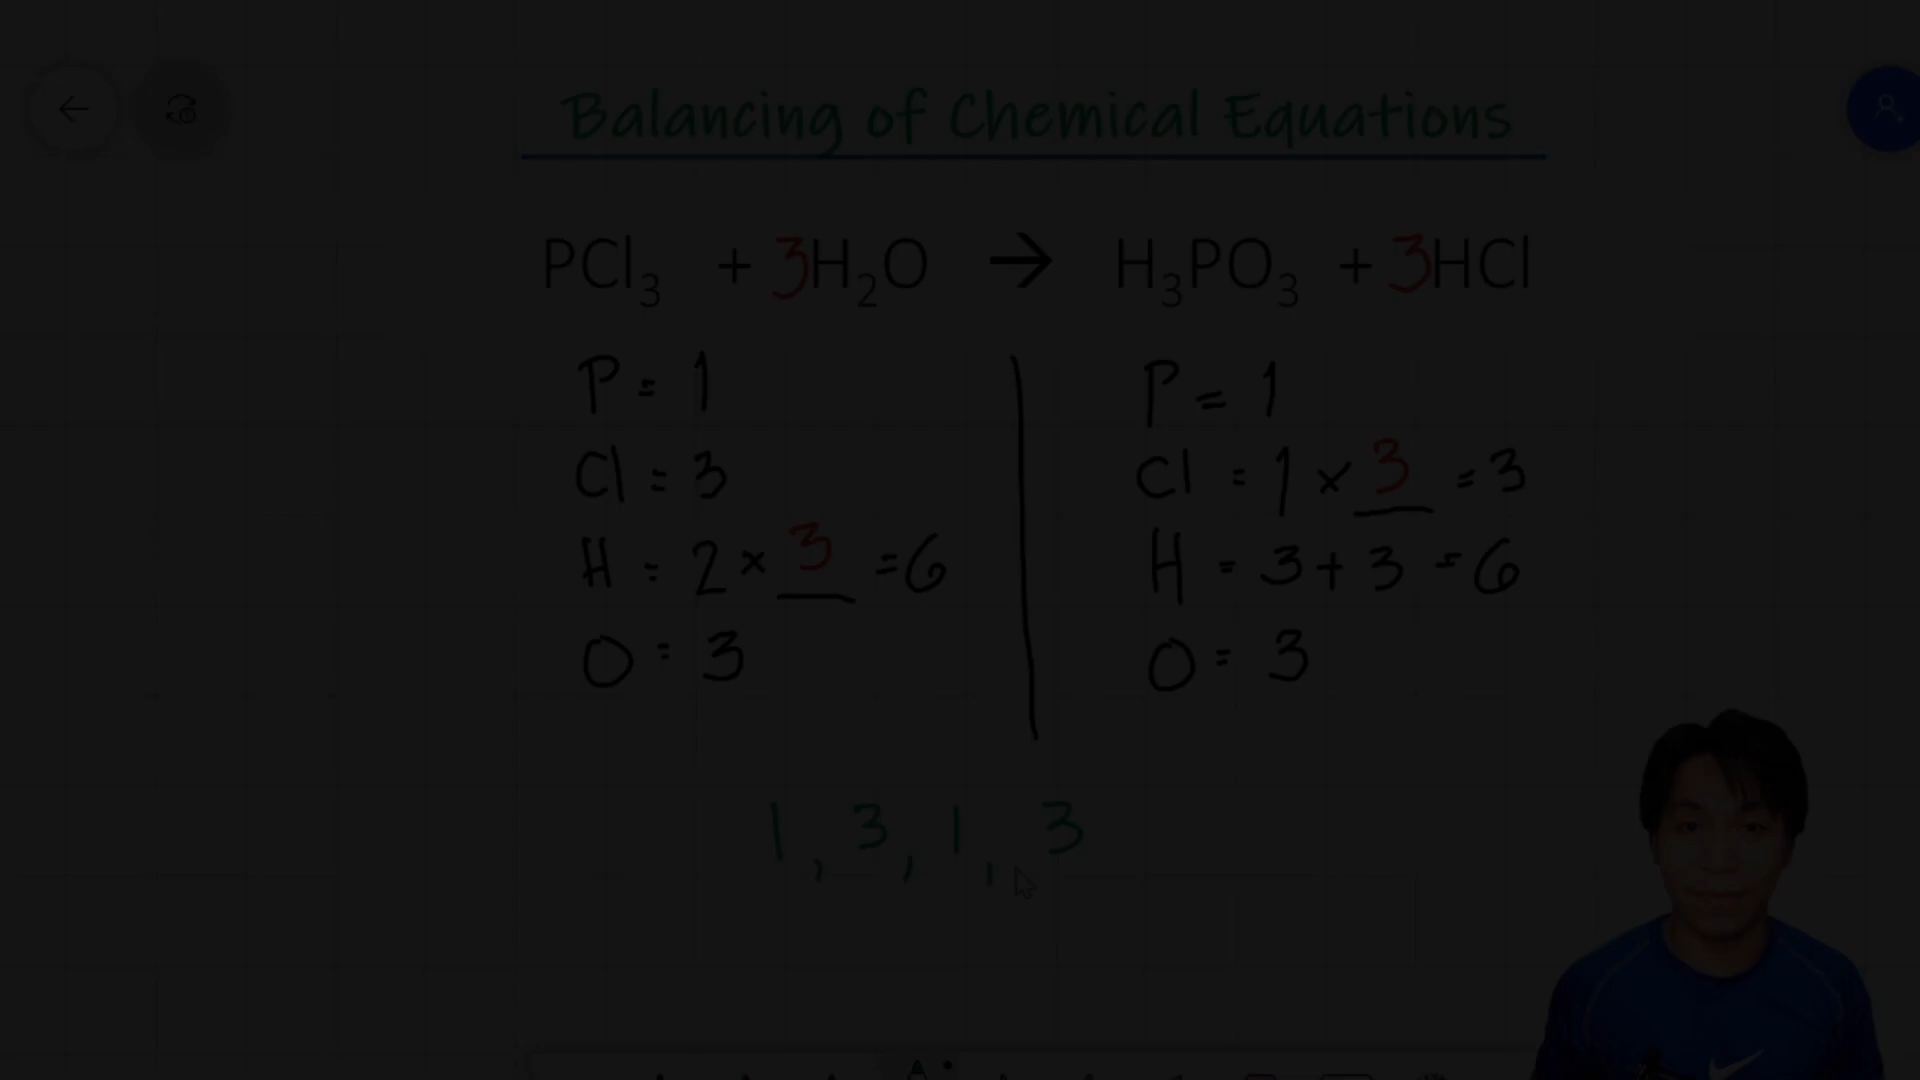 Balancing of Chemical Equations
PCl₃ + 3H₂O → H₃PO₃ + 3HCl
P = 1
Cl = 3
H = 2 × 3 = 6
O = 3
P = 1
Cl = 1 × 3 = 3
H = 3 + 3 = 6
O = 3
1, 3, 1, 3